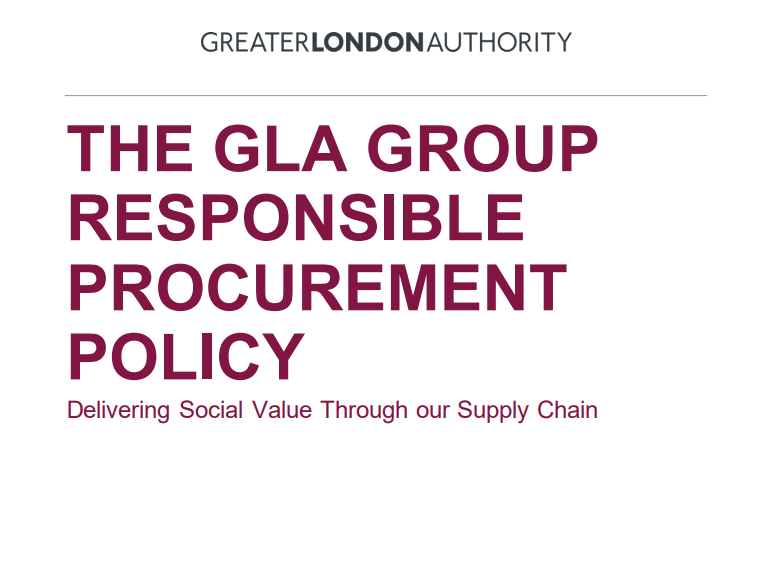 GREATERLONDONAUTHORITY
THE GLA GROUP
RESPONSIBLE
PROCUREMENT
POLICY
Delivering Social Value Through our Supply Chain